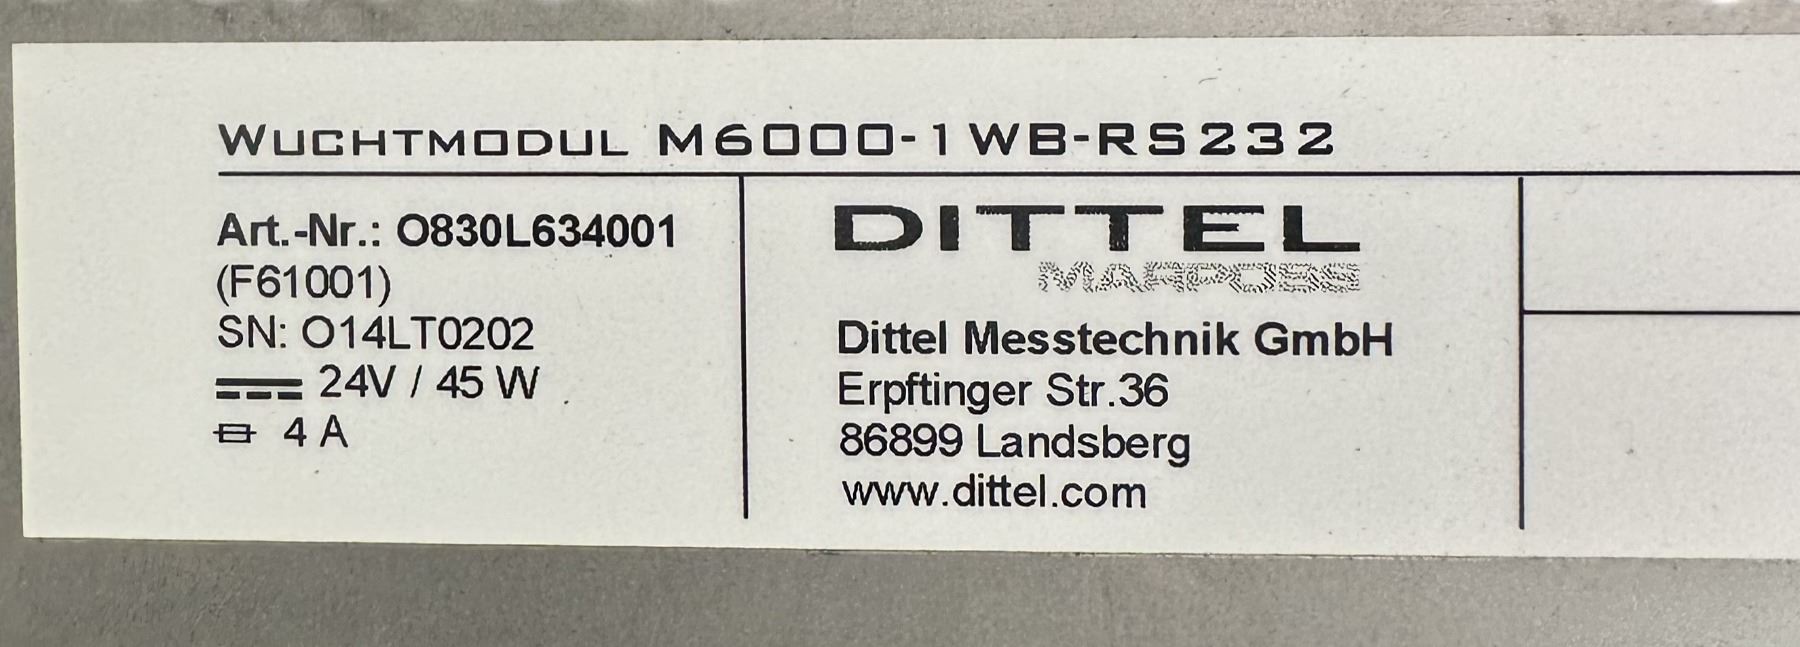 WUCHTMODUL M6000-1WB-RS232
Art.-Nr.: O830L634001
(F61001)
SN: O14LT0202
24V / 45 W
4 A
DITTEL
MARPOSS
Dittel Messtechnik GmbH
Erpftinger Str.36
86899 Landsberg
www.dittel.com